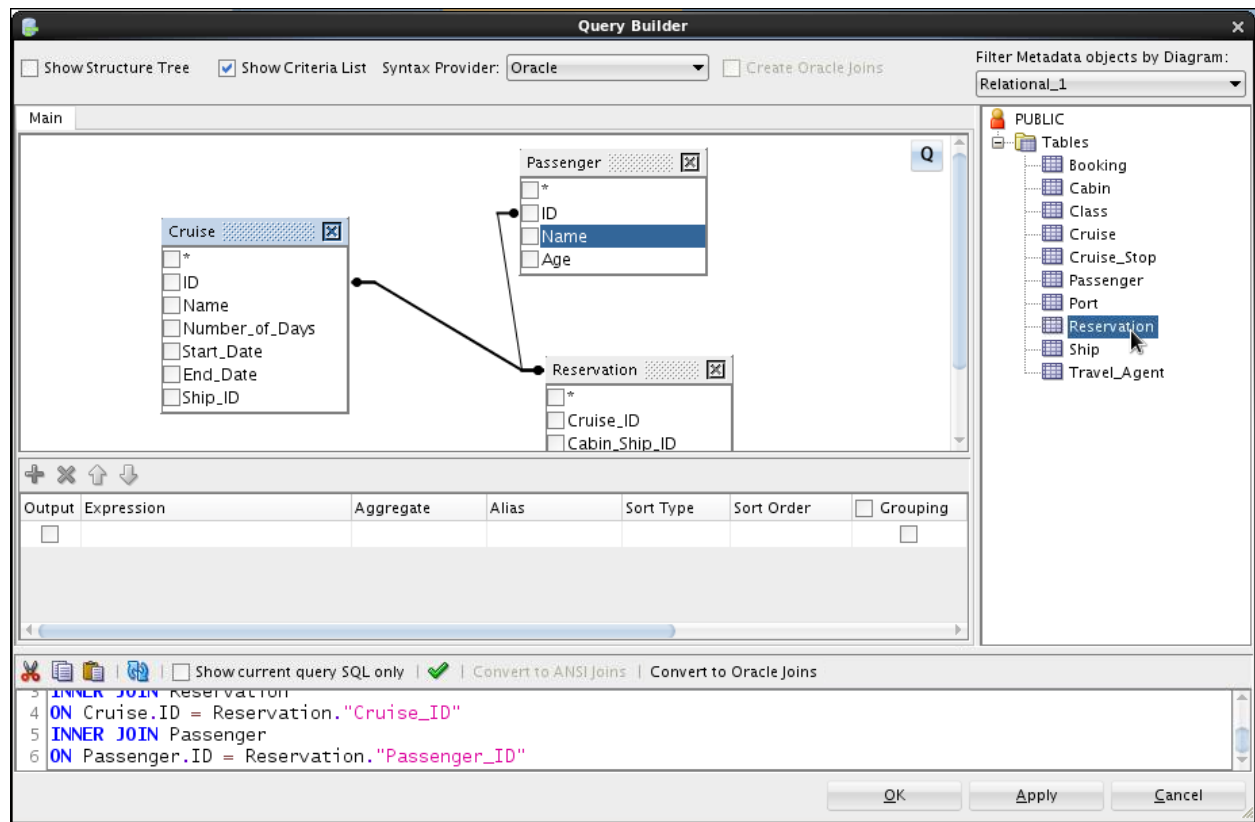 Query Builder
Show Structure Tree Show Criteria List Syntax Provider: Oracle Create Oracle Joins
Filter Metadata objects by Diagram:
Relational_1
Main
Q
Passenger
*
ID
Name
Age
Cruise
*
ID
Name
Number_of_Days
Start_Date
End_Date
Ship_ID
Reservation
*
Cruise_ID
Cabin_Ship_ID
PUBLIC
Tables
Booking
Cabin
Class
Cruise
Cruise_Stop
Passenger
Port
Reservation
Ship
Travel_Agent
Output Expression Aggregate Alias Sort Type Sort Order Grouping
Show current query SQL only Convert to ANSI Joins Convert to Oracle Joins
3 INNER JOIN Reservation
4 ON Cruise.ID = Reservation."Cruise_ID"
5 INNER JOIN Passenger
6 ON Passenger.ID = Reservation."Passenger_ID"
OK Apply Cancel